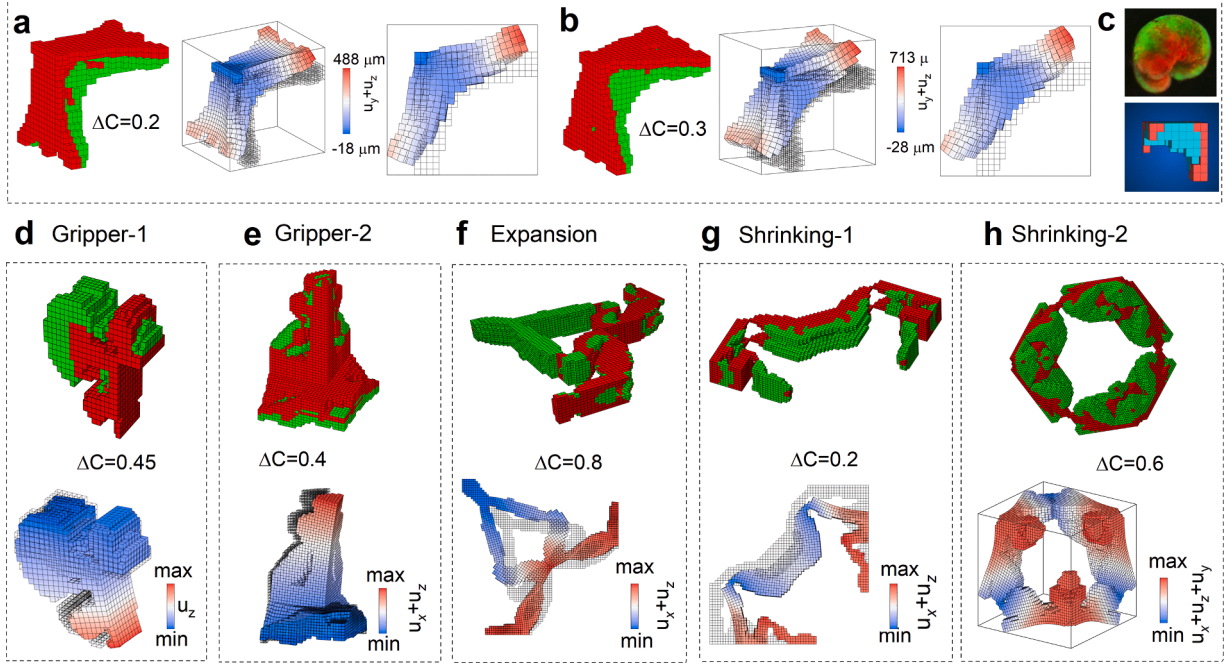 a
b
c
ΔC=0.2
488 µm
u_y+u_z
-18 µm
ΔC=0.3
713 µ
u_y+u_z
-28 µm
d Gripper-1
e Gripper-2
f Expansion
g Shrinking-1
h Shrinking-2
ΔC=0.45
ΔC=0.4
ΔC=0.8
ΔC=0.2
ΔC=0.6
max
u_z
min
max
u_x+u_z
min
max
u_x+u_z
min
max
u_x+u_z
min
max
u_x+u_z+u_y
min